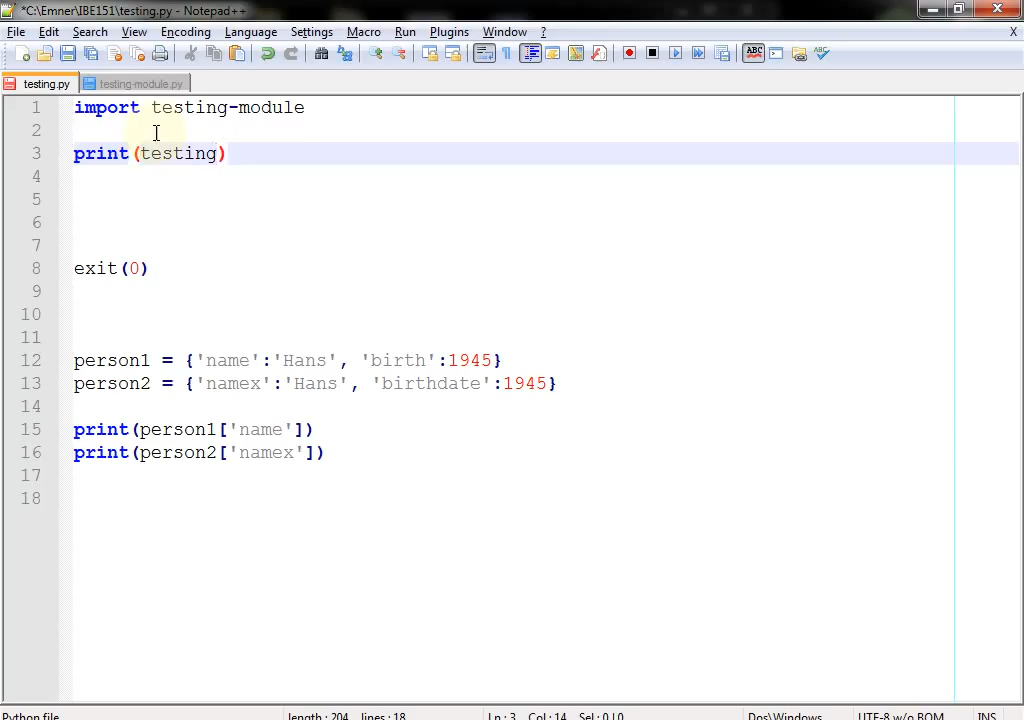 *C:\Emner\IBE151\testing.py - Notepad++
File Edit Search View Encoding Language Settings Macro Run Plugins Window ? X
testing.py testing-module.py
1 import testing-module
2
3 print(testing)
4
5
6
7
8 exit(0)
9
10
11
12 person1 = {'name':'Hans', 'birth':1945}
13 person2 = {'namex':'Hans', 'birthdate':1945}
14
15 print(person1['name'])
16 print(person2['namex'])
17
18
Python file length : 204 lines : 18 Ln : 3 Col : 14 Sel : 0 | 0 Dos\Windows UTF-8 w/o BOM INS